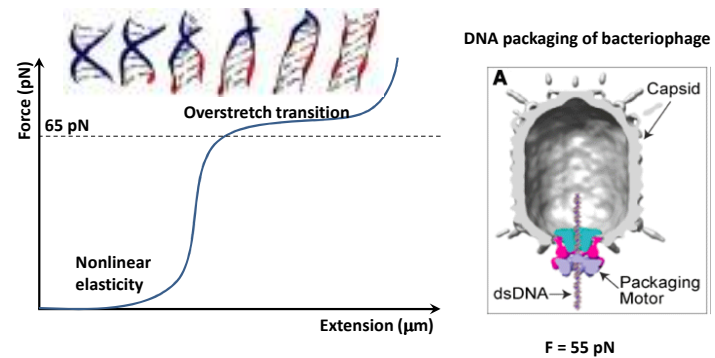 Force (pN)
65 pN
Overstretch transition
Nonlinear
elasticity
Extension (μm)
DNA packaging of bacteriophage
A
Capsid
Packaging
Motor
dsDNA
F = 55 pN